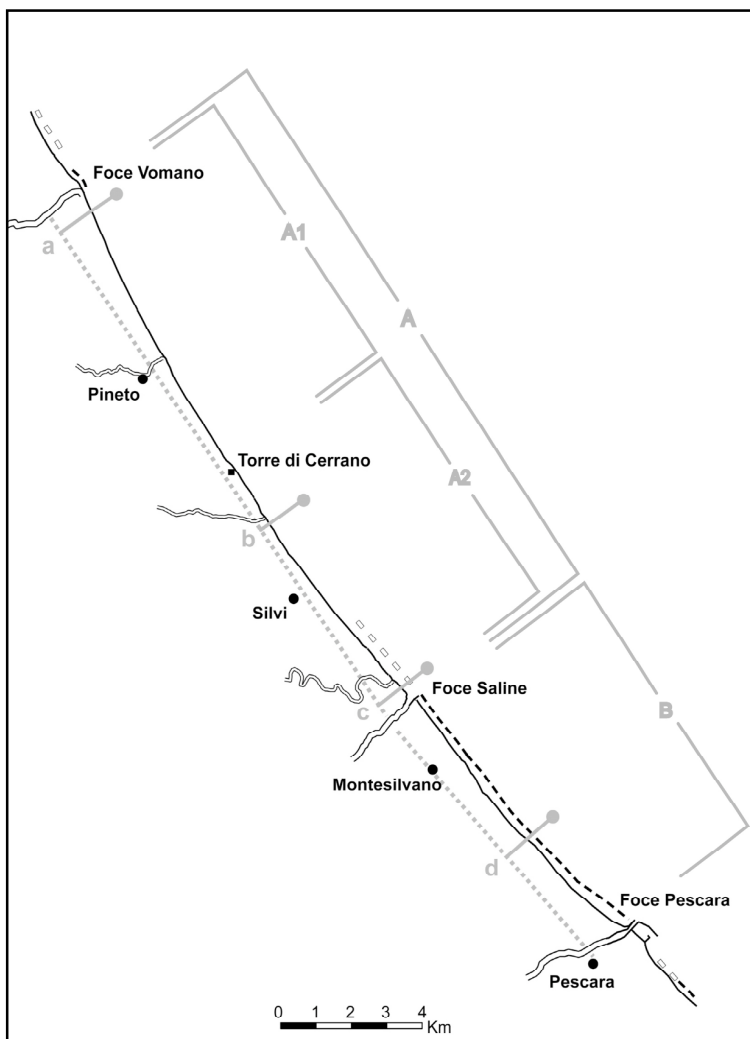 Foce Vomano
a
A1
A
Pineto
Torre di Cerrano
A2
b
Silvi
Foce Saline
c
B
Montesilvano
d
Foce Pescara
Pescara
0 1 2 3 4
Km